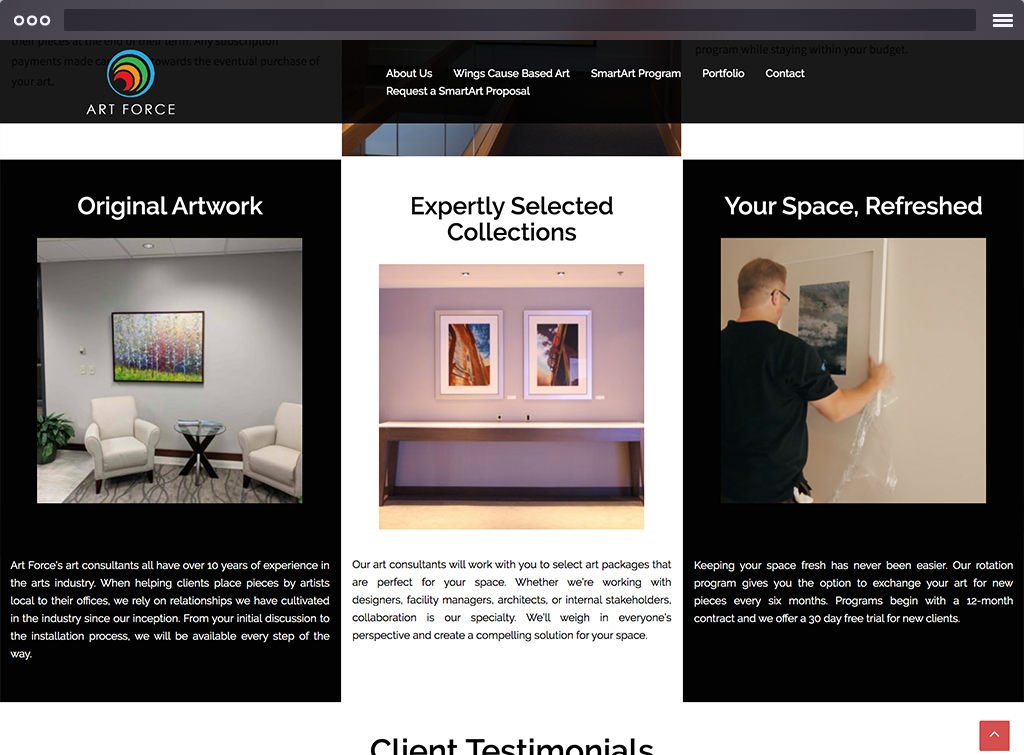 their pieces at the end of their term. Any subscription
payments made can go towards the eventual purchase of
your art.
program while staying within your budget.
ART FORCE
About Us Wings Cause Based Art SmartArt Program Portfolio Contact
Request a SmartArt Proposal
Original Artwork
Art Force's art consultants all have over 10 years of experience in
the arts industry. When helping clients place pieces by artists
local to their offices, we rely on relationships we have cultivated
in the industry since our inception. From your initial discussion to
the installation process, we will be available every step of the
way.
Expertly Selected
Collections
Our art consultants will work with you to select art packages that
are perfect for your space. Whether we're working with
designers, facility managers, architects, or internal stakeholders,
collaboration is our specialty. We'll weigh in everyone's
perspective and create a compelling solution for your space.
Your Space, Refreshed
Keeping your space fresh has never been easier. Our rotation
program gives you the option to exchange your art for new
pieces every six months. Programs begin with a 12-month
contract and we offer a 30 day free trial for new clients.
Client Testimonials